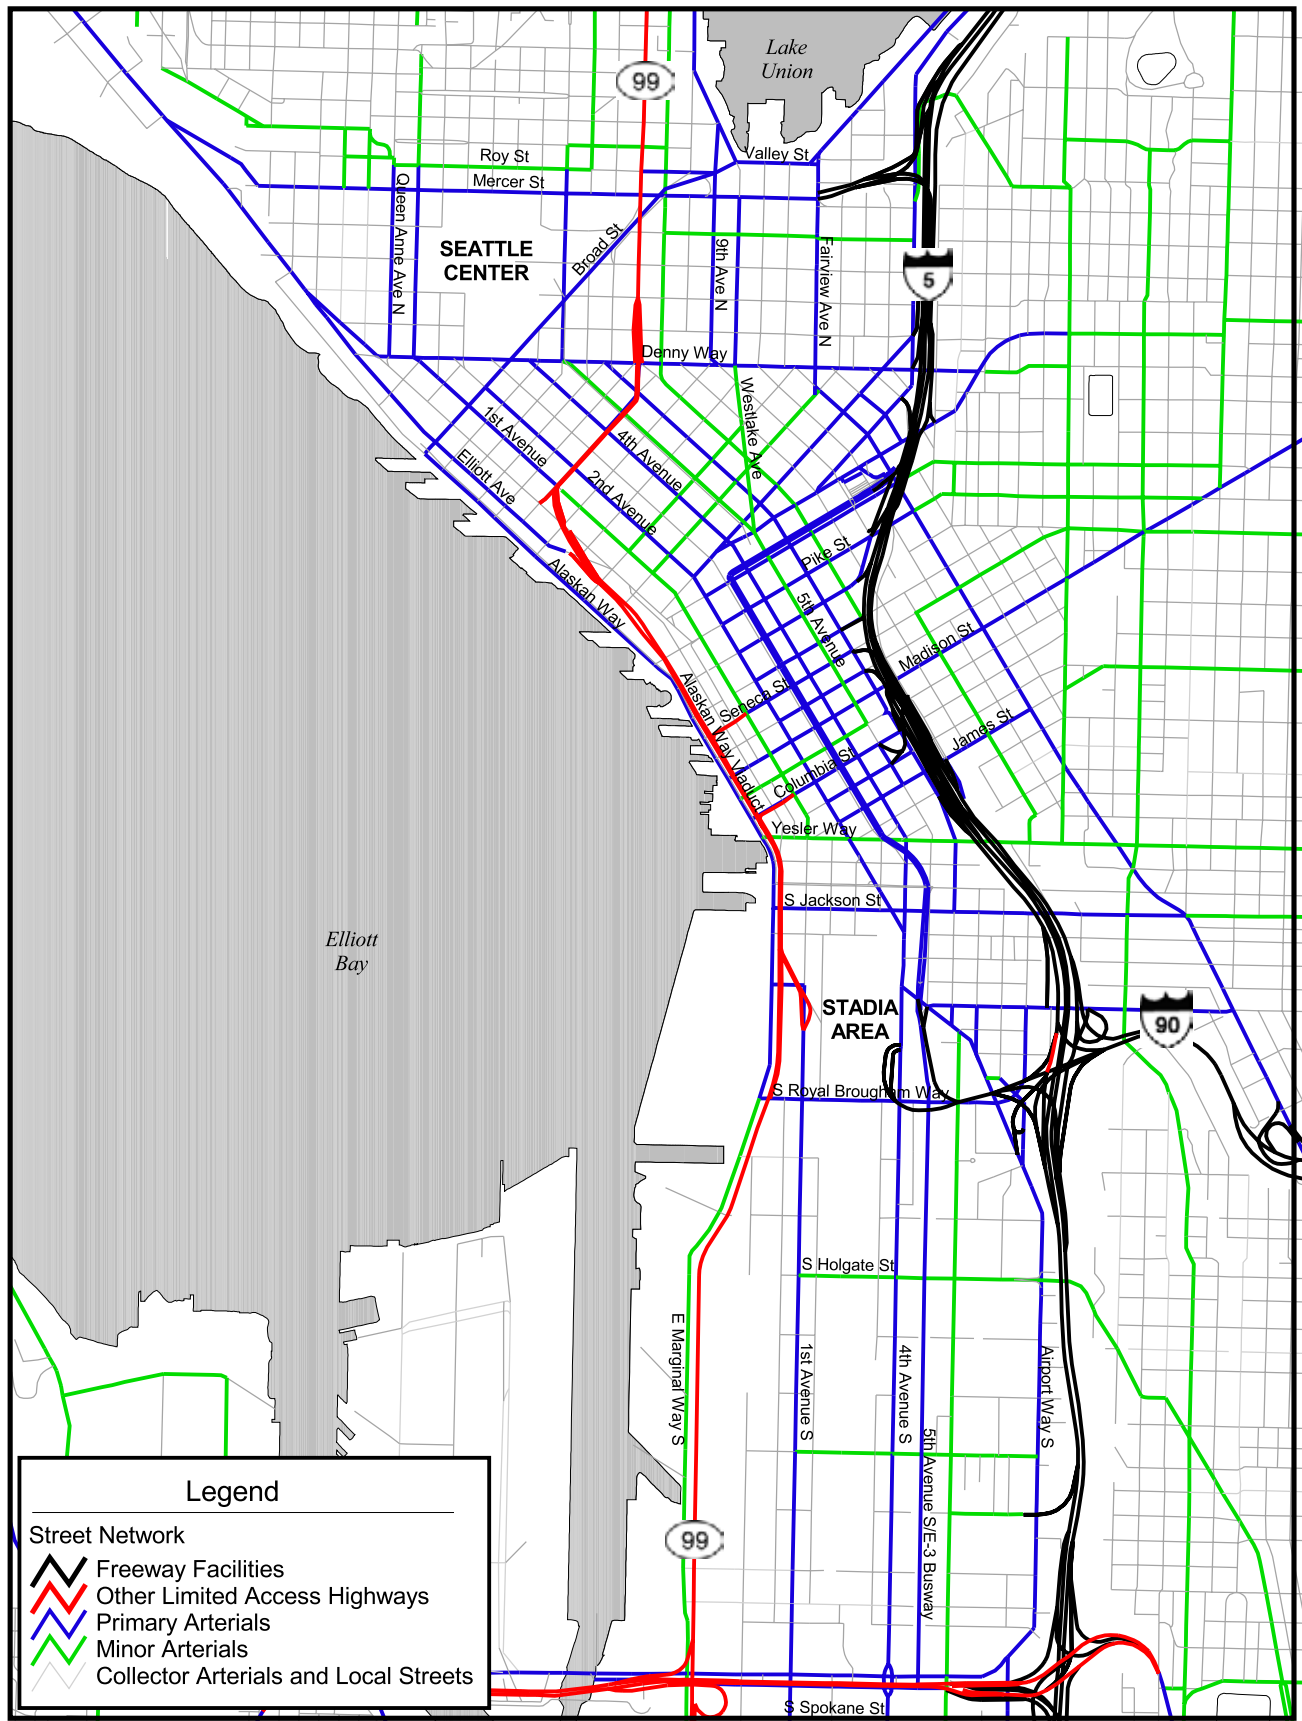 Lake
Union
99
Roy St
Valley St
Mercer St
Queen Anne Ave N
SEATTLE
CENTER
Broad St
9th Ave N
Fairview Ave N
5
Denny Way
Westlake Ave
1st Avenue
4th Avenue
Elliott Ave
2nd Avenue
Pike St
Alaskan Way
5th Avenue
Madison St
Alaskan Way Viaduct
Seneca St
James St
Columbia St
Yesler Way
S Jackson St
Elliott
Bay
STADIA
AREA
90
S Royal Brougham Way
S Holgate St
E Marginal Way S
1st Avenue S
4th Avenue S
Airport Way S
5th Avenue S/E-3 Busway
99
S Spokane St
Legend
Street Network
Freeway Facilities
Other Limited Access Highways
Primary Arterials
Minor Arterials
Collector Arterials and Local Streets